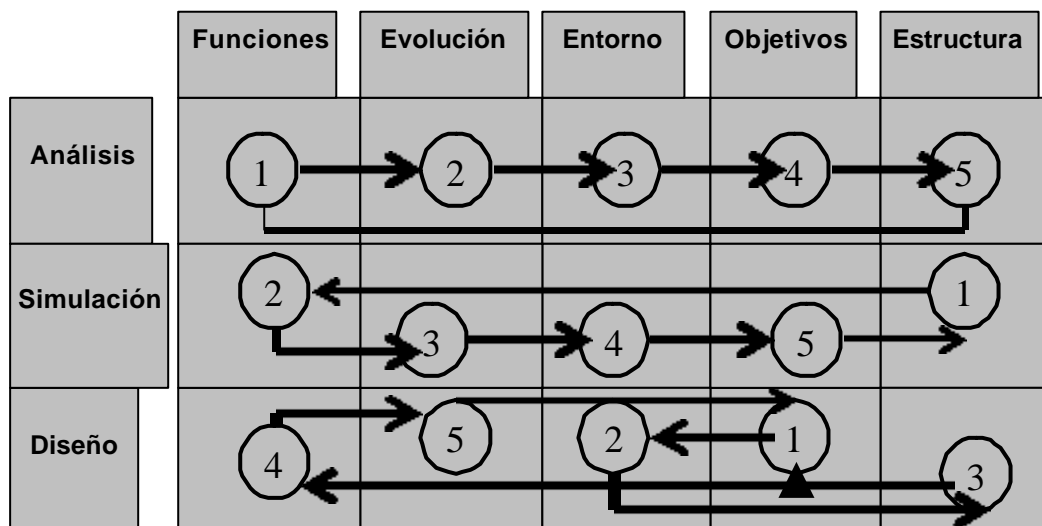 Funciones Evolución Entorno Objetivos Estructura
Análisis 1 2 3 4 5
Simulación 2 3 4 5 1
Diseño 4 5 2 1 3